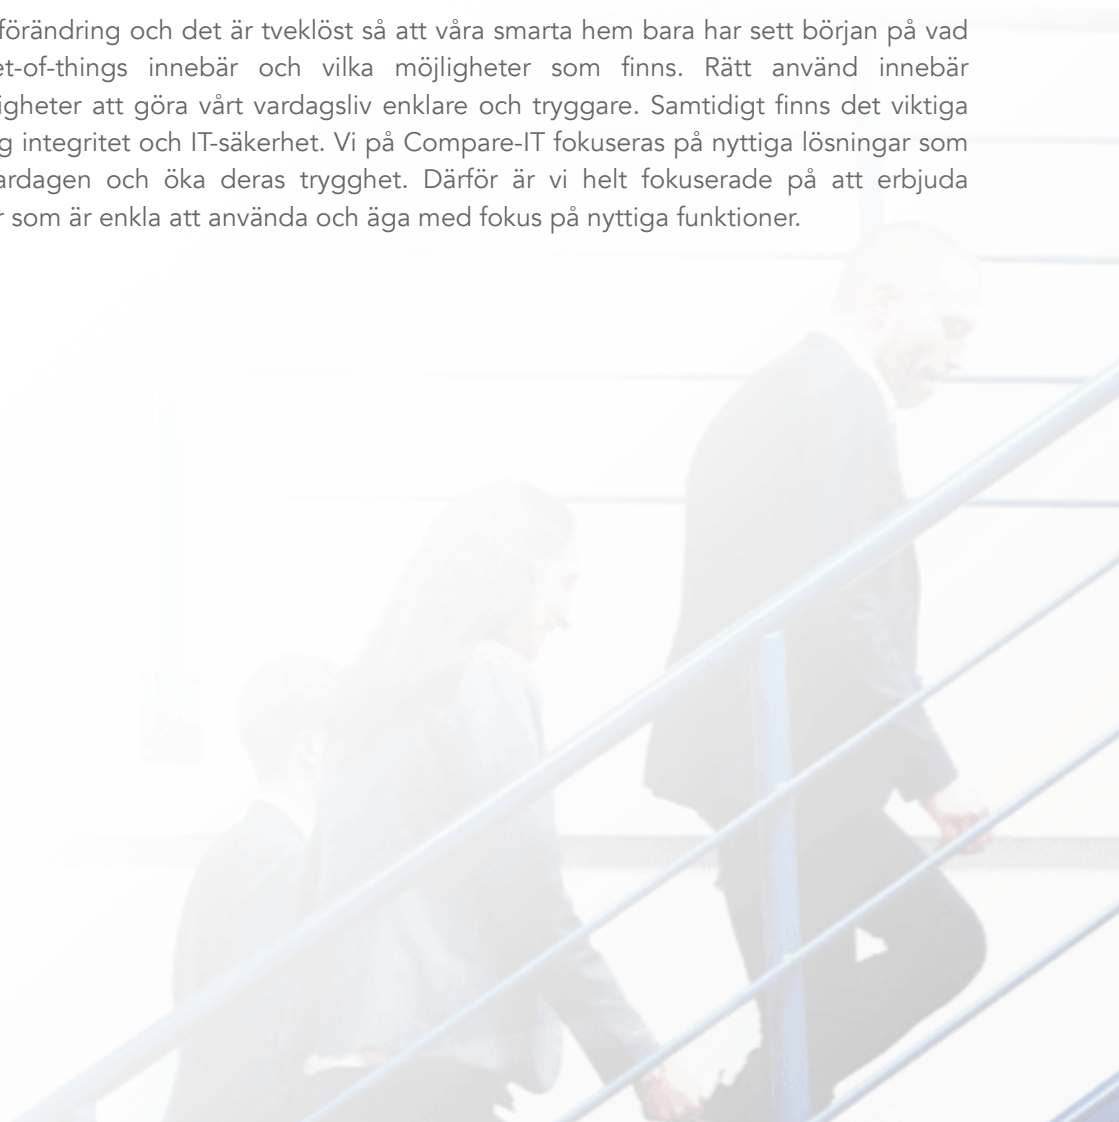 förändring och det är tveklöst så att våra smarta hem bara har sett början på vad
et-of-things innebär och vilka möjligheter som finns. Rätt använd innebär
igheter att göra vårt vardagsliv enklare och tryggare. Samtidigt finns det viktiga
g integritet och IT-säkerhet. Vi på Compare-IT fokuseras på nyttiga lösningar som
ardagen och öka deras trygghet. Därför är vi helt fokuserade på att erbjuda
r som är enkla att använda och äga med fokus på nyttiga funktioner.